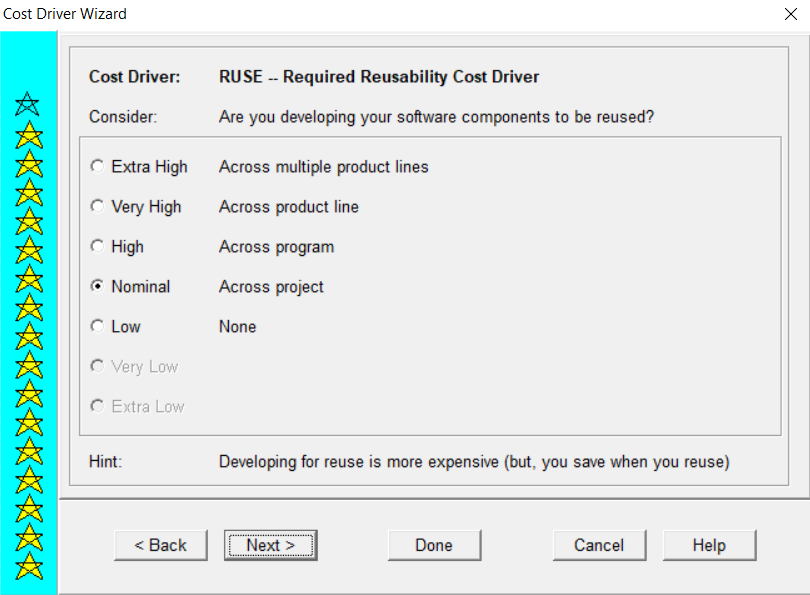 Cost Driver Wizard
Cost Driver: RUSE -- Required Reusability Cost Driver
Consider: Are you developing your software components to be reused?
Extra High Across multiple product lines
Very High Across product line
High Across program
Nominal Across project
Low None
Very Low
Extra Low
Hint: Developing for reuse is more expensive (but, you save when you reuse)
< Back Next > Done Cancel Help